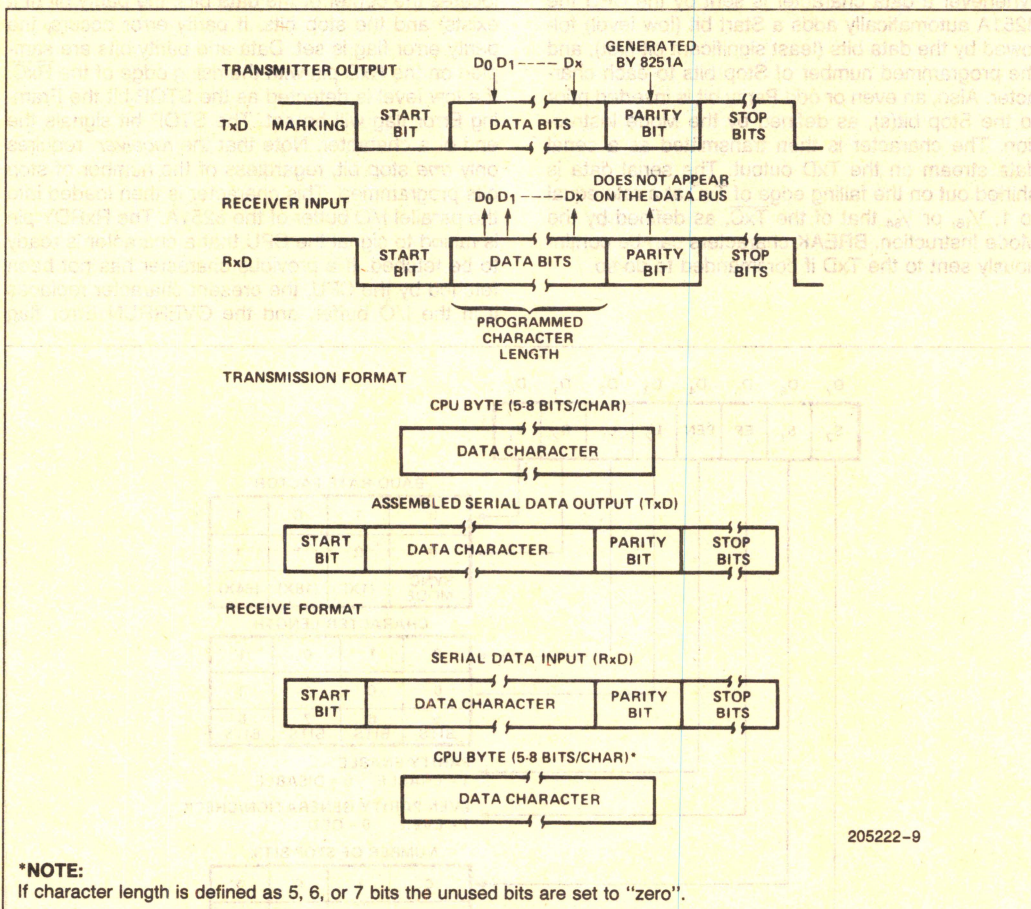 TRANSMITTER OUTPUT
D0 D1 ---- Dx
GENERATED
BY 8251A
TxD MARKING
START
BIT
DATA BITS
PARITY
BIT
STOP
BITS
RECEIVER INPUT
D0 D1 ---- Dx
DOES NOT APPEAR
ON THE DATA BUS
RxD
START
BIT
DATA BITS
PARITY
BIT
STOP
BITS
PROGRAMMED
CHARACTER
LENGTH
TRANSMISSION FORMAT
CPU BYTE (5-8 BITS/CHAR)
DATA CHARACTER
ASSEMBLED SERIAL DATA OUTPUT (TxD)
START
BIT
DATA CHARACTER
PARITY
BIT
STOP
BITS
RECEIVE FORMAT
SERIAL DATA INPUT (RxD)
START
BIT
DATA CHARACTER
PARITY
BIT
STOP
BITS
CPU BYTE (5-8 BITS/CHAR)*
DATA CHARACTER
205222-9
*NOTE:
If character length is defined as 5, 6, or 7 bits the unused bits are set to "zero".